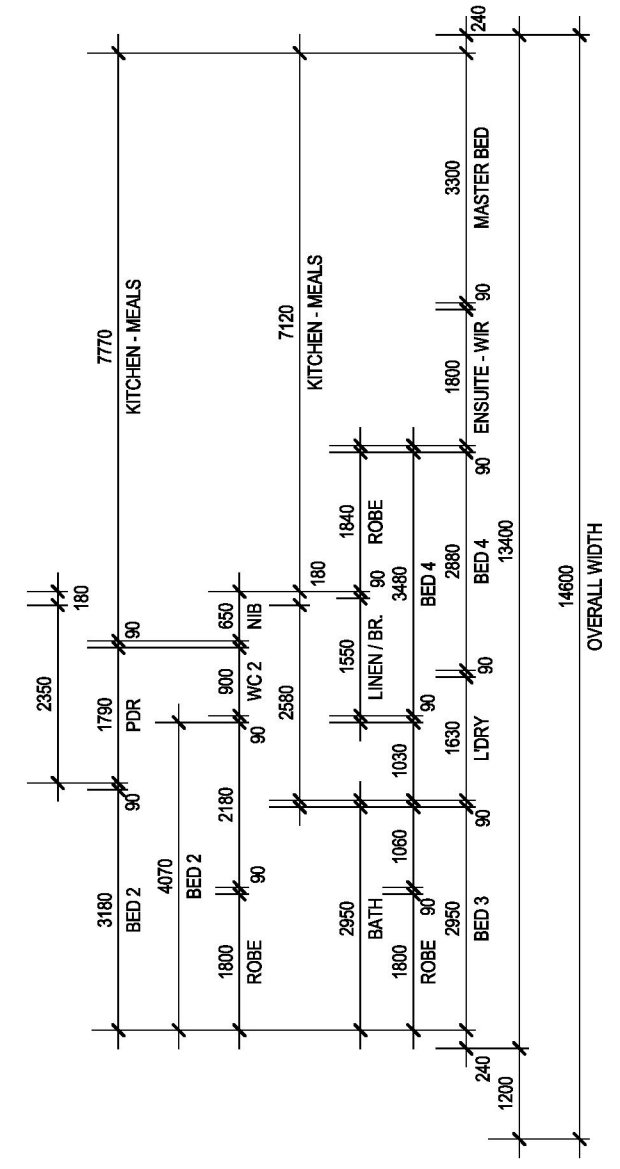 2350
180
3180 1790 7770
BED 2 90 PDR 90 KITCHEN - MEALS
4070
BED 2
1800 2180 900 650
ROBE 90 90 WC 2 NIB
2580 7120
180 KITCHEN - MEALS
2950 1550 1840
BATH LINEN / BR. 90 ROBE
1800 1060 1030 3480
ROBE 90 90 BED 4
2950 1630 2880 1800 3300
240 BED 3 90 L'DRY 90 BED 4 90 ENSUITE - WIR 90 MASTER BED 240
1200 13400
14600
OVERALL WIDTH